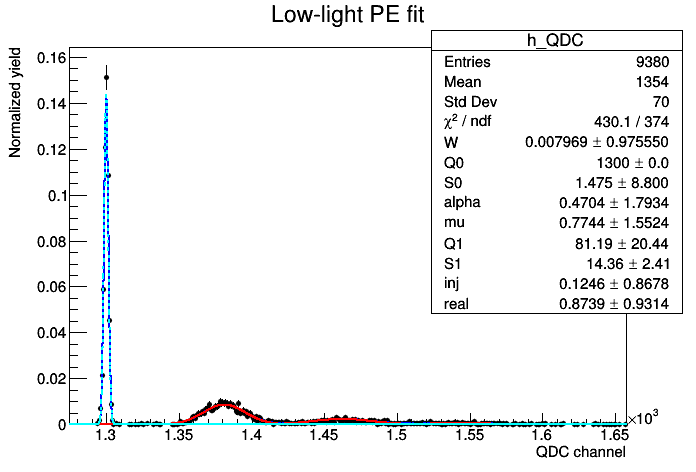 Low-light PE fit
h_QDC
Entries 9380
Mean 1354
Std Dev 70
χ² / ndf 430.1 / 374
W 0.007969 ± 0.975550
Q0 1300 ± 0.0
S0 1.475 ± 8.800
alpha 0.4704 ± 1.7934
mu 0.7744 ± 1.5524
Q1 81.19 ± 20.44
S1 14.36 ± 2.41
inj 0.1246 ± 0.8678
real 0.8739 ± 0.9314
Normalized yield
0.16
0.14
0.12
0.1
0.08
0.06
0.04
0.02
0
1.3 1.35 1.4 1.45 1.5 1.55 1.6 1.65
×10³
QDC channel